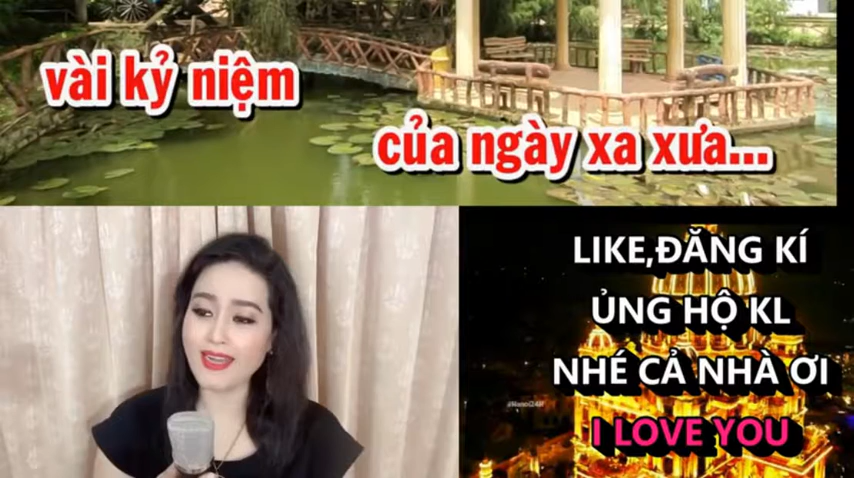 vài kỷ niệm
của ngày xa xưa...
LIKE,ĐĂNG KÍ
ỦNG HỘ KL
NHÉ CẢ NHÀ ƠI
I LOVE YOU